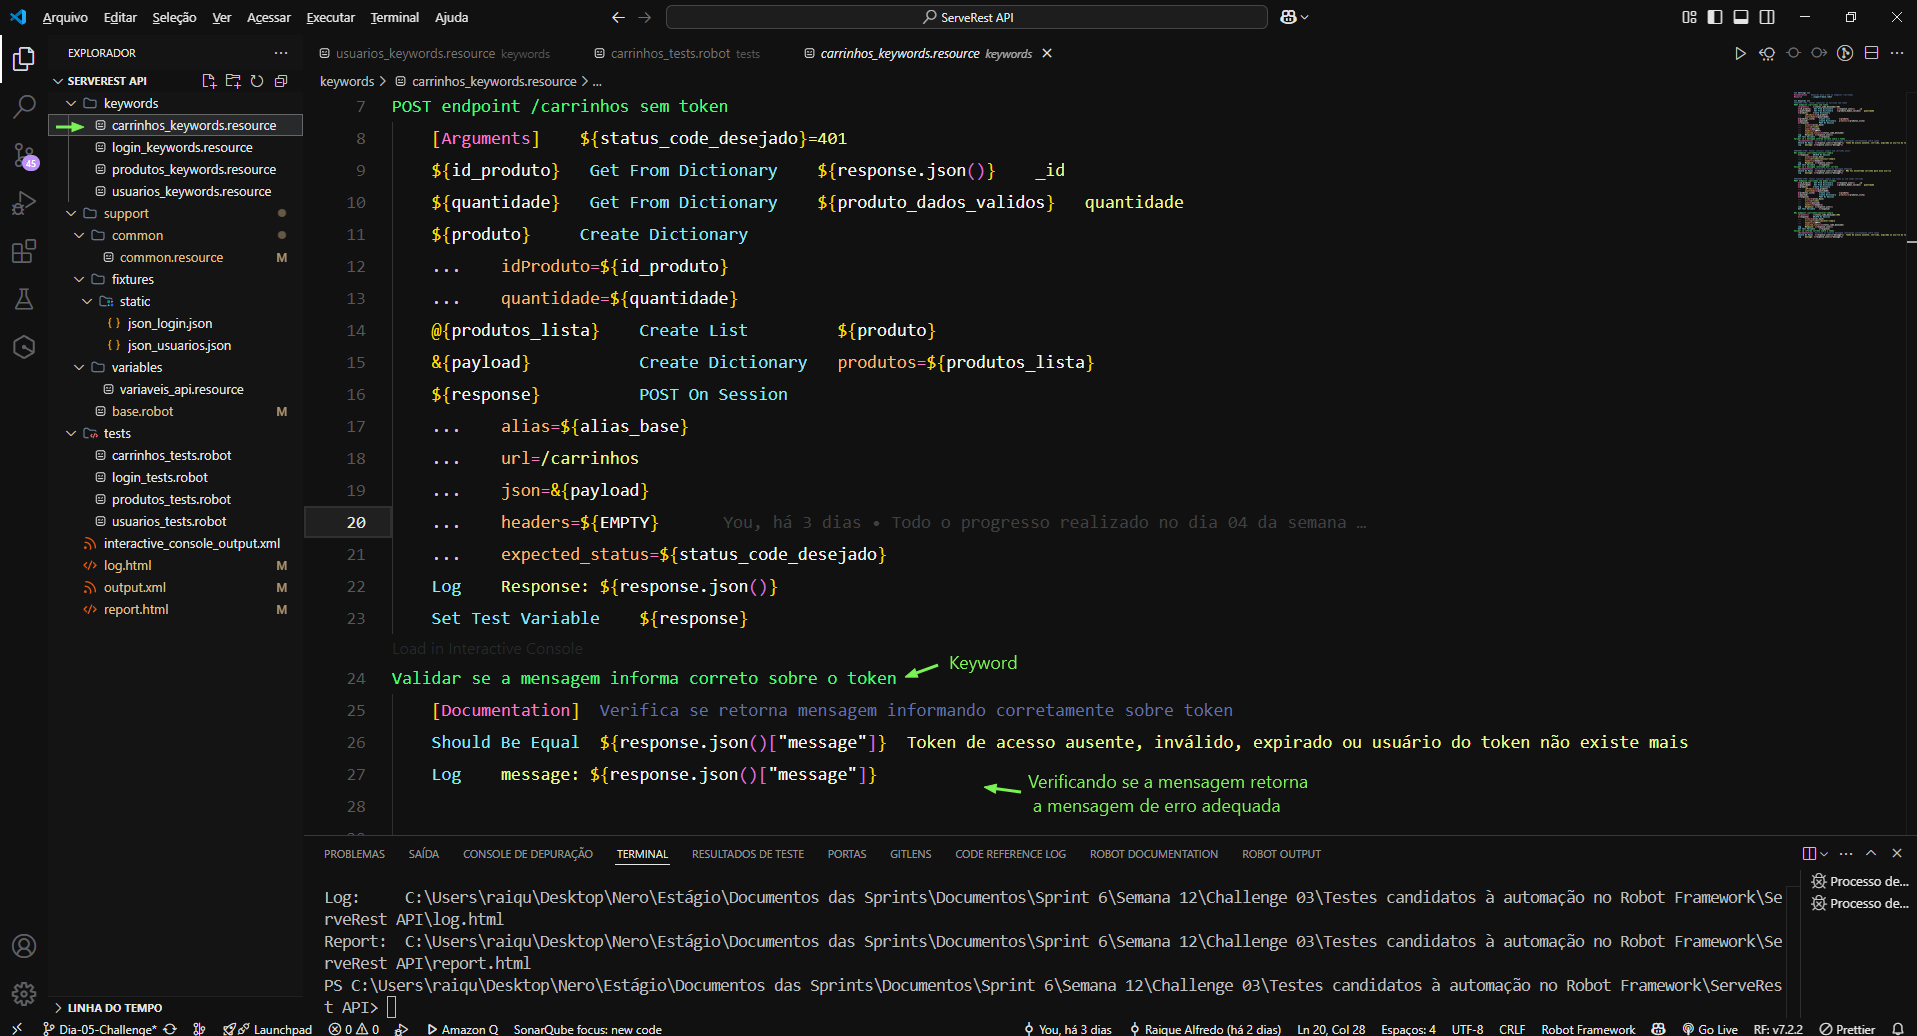 Arquivo Editar Seleção Ver Acessar Executar Terminal Ajuda
ServeRest API
EXPLORADOR
SERVEREST API
keywords
carrinhos_keywords.resource
login_keywords.resource
produtos_keywords.resource
usuarios_keywords.resource
support
common
common.resource M
fixtures
static
json_login.json
json_usuarios.json
variables
variaveis_api.resource
base.robot M
tests
carrinhos_tests.robot
login_tests.robot
produtos_tests.robot
usuarios_tests.robot
interactive_console_output.xml
log.html M
output.xml M
report.html M
LINHA DO TEMPO
45
usuarios_keywords.resource keywords carrinhos_tests.robot tests carrinhos_keywords.resource keywords
keywords > carrinhos_keywords.resource > ...
7 POST endpoint /carrinhos sem token
8 [Arguments] ${status_code_desejado}=401
9 ${id_produto} Get From Dictionary ${response.json()} _id
10 ${quantidade} Get From Dictionary ${produto_dados_validos} quantidade
11 ${produto} Create Dictionary
12 ... idProduto=${id_produto}
13 ... quantidade=${quantidade}
14 @{produtos_lista} Create List ${produto}
15 &{payload} Create Dictionary produtos=${produtos_lista}
16 ${response} POST On Session
17 ... alias=${alias_base}
18 ... url=/carrinhos
19 ... json=&{payload}
20 ... headers=${EMPTY} You, há 3 dias • Todo o progresso realizado no dia 04 da semana …
21 ... expected_status=${status_code_desejado}
22 Log Response: ${response.json()}
23 Set Test Variable ${response}
Load in Interactive Console
24 Validar se a mensagem informa correto sobre o token
Keyword
25 [Documentation] Verifica se retorna mensagem informando corretamente sobre token
26 Should Be Equal ${response.json()["message"]} Token de acesso ausente, inválido, expirado ou usuário do token não existe mais
27 Log message: ${response.json()["message"]}
Verificando se a mensagem retorna
a mensagem de erro adequada
28
PROBLEMAS SAÍDA CONSOLE DE DEPURAÇÃO TERMINAL RESULTADOS DE TESTE PORTAS GITLENS CODE REFERENCE LOG ROBOT DOCUMENTATION ROBOT OUTPUT
Log: C:\Users\raiqu\Desktop\Nero\Estágio\Documentos das Sprints\Documentos\Sprint 6\Semana 12\Challenge 03\Testes candidatos à automação no Robot Framework\Se
rveRest API\log.html
Report: C:\Users\raiqu\Desktop\Nero\Estágio\Documentos das Sprints\Documentos\Sprint 6\Semana 12\Challenge 03\Testes candidatos à automação no Robot Framework\Se
rveRest API\report.html
PS C:\Users\raiqu\Desktop\Nero\Estágio\Documentos das Sprints\Documentos\Sprint 6\Semana 12\Challenge 03\Testes candidatos à automação no Robot Framework\ServeRes
t API>
Processo de...
Processo de...
Dia-05-Challenge* Launchpad 0 0 Amazon Q SonarQube focus: new code You, há 3 dias Raique Alfredo (há 2 dias) Ln 20, Col 28 Espaços: 4 UTF-8 CRLF Robot Framework Go Live RF: v7.2.2 Prettier